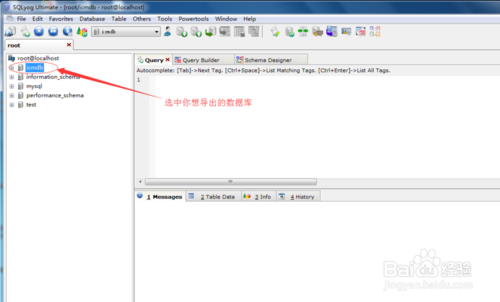 SQLyog Ultimate - [root/icmdb - root@localhost]
File Edit Favorites Database Table Others Tools Powertools Window Help
icmdb
root
root@localhost
icmdb
information_schema
mysql
performance_schema
test
Query
Query Builder
Schema Designer
Autocomplete: [Tab]->Next Tag. [Ctrl+Space]->List Matching Tags. [Ctrl+Enter]->List All Tags.
1
选中你想导出的数据库
1 Messages
2 Table Data
3 Info
4 History
Baidu 经验
jingyan.baidu.com